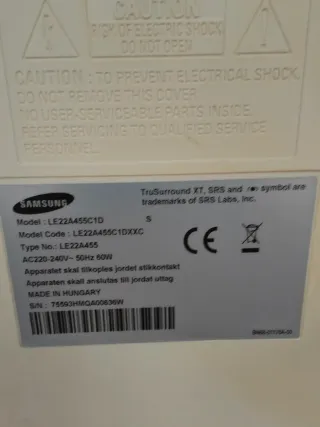 CAUTION
RISK OF ELECTRIC SHOCK
DO NOT OPEN
CAUTION : TO PREVENT ELECTRICAL SHOCK,
DO NOT REMOVE THIS COVER.
NO USER-SERVICEABLE PARTS INSIDE.
REFER SERVICING TO QUALIFIED SERVICE
PERSONNEL.
SAMSUNG
TruSurround XT, SRS and symbol are
trademarks of SRS Labs, Inc.
Model : LE22A455C1D S
Model Code : LE22A455C1DXXC
Type No.: LE22A455
AC220-240V~ 50Hz 60W
Apparatet skall tilkoples jordet stikkontakt
Apparaten skall anslutas till jordat uttag
MADE IN HUNGARY
S/N : 75593HMQA00636W
CE